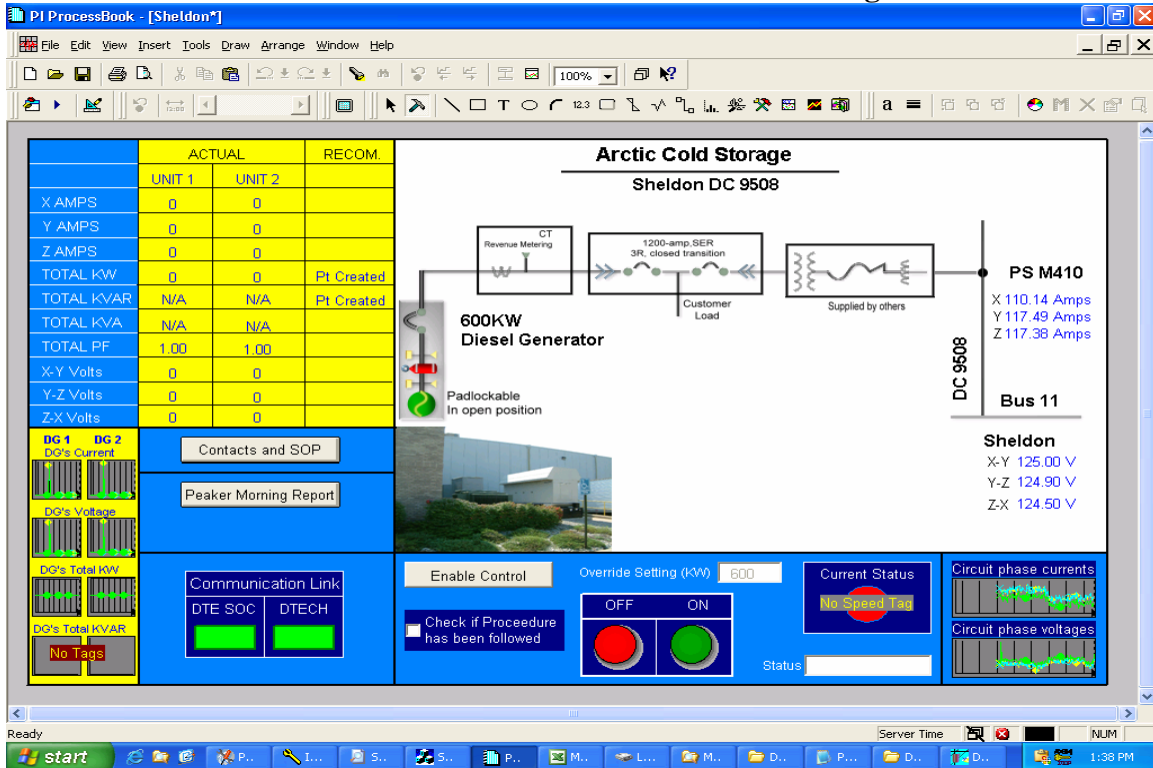 PI ProcessBook - [Sheldon*]
File Edit View Insert Tools Draw Arrange Window Help
100%
T 12.3 a
ACTUAL RECOM.
UNIT 1 UNIT 2
X AMPS 0 0
Y AMPS 0 0
Z AMPS 0 0
TOTAL KW 0 0 Pt Created
TOTAL KVAR N/A N/A Pt Created
TOTAL KVA N/A N/A
TOTAL PF 1.00 1.00
X-Y Volts 0 0
Y-Z Volts 0 0
Z-X Volts 0 0
Arctic Cold Storage
Sheldon DC 9508
CT
Revenue Metering
1200-amp,SER
3R, closed transition
Customer
Load
Supplied by others
PS M410
X 110.14 Amps
Y 117.49 Amps
Z 117.38 Amps
600KW
Diesel Generator
DC 9508
Padlockable
In open position
Bus 11
Sheldon
X-Y 125.00 V
Y-Z 124.90 V
Z-X 124.50 V
DG 1 DG 2
DG's Current
DG's Voltage
DG's Total KW
DG's Total KVAR
No Tags
Contacts and SOP
Peaker Morning Report
Communication Link
DTE SOC DTECH
Enable Control
Override Setting (KW) 600
Check if Proceedure
has been followed
OFF ON
Current Status
No Speed Tag
Status
Circuit phase currents
Circuit phase voltages
Ready
Server Time
NUM
start P.. I... S.. S.. P.. M.. L... M.. D.. P... D.. D..
1:38 PM